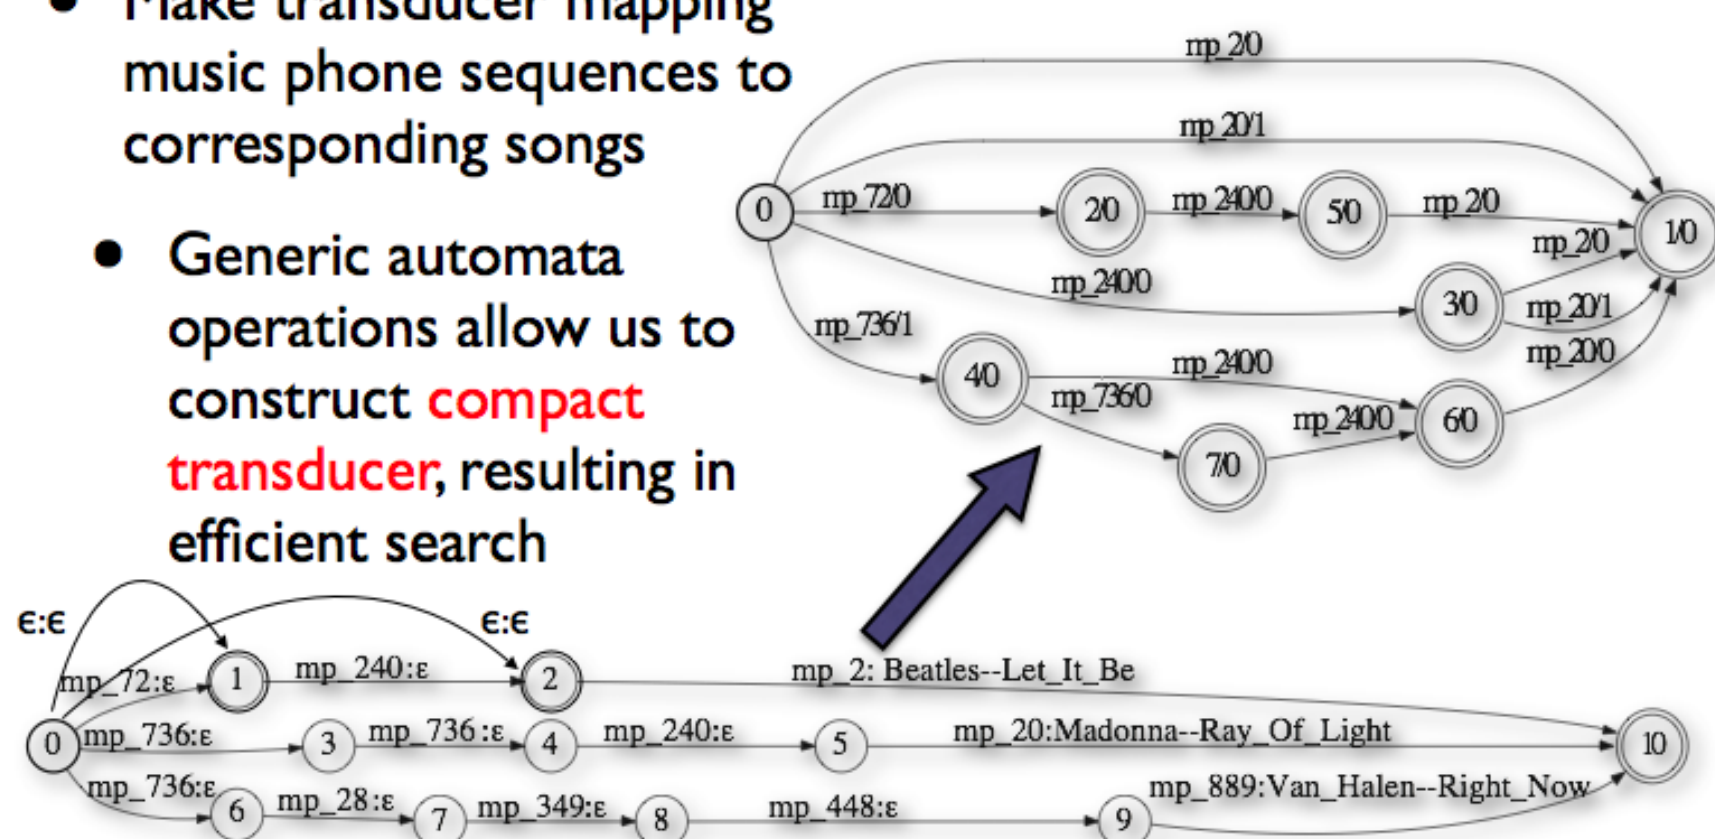 • Make transducer mapping
music phone sequences to
corresponding songs
• Generic automata
operations allow us to
construct compact
transducer, resulting in
efficient search
mp_2/0
mp_20/1
0
mp_72/0
2/0
mp_240/0
5/0
mp_2/0
1/0
mp_240/0
3/0
mp_2/0
mp_20/1
mp_736/1
4/0
mp_240/0
mp_736/0
7/0
mp_240/0
6/0
mp_20/0
ϵ:ϵ
ϵ:ϵ
mp_72:ε
1
mp_240:ε
2
mp_2: Beatles--Let_It_Be
0
mp_736:ε
3
mp_736:ε
4
mp_240:ε
5
mp_20:Madonna--Ray_Of_Light
10
mp_736:ε
6
mp_28:ε
7
mp_349:ε
8
mp_448:ε
9
mp_889:Van_Halen--Right_Now